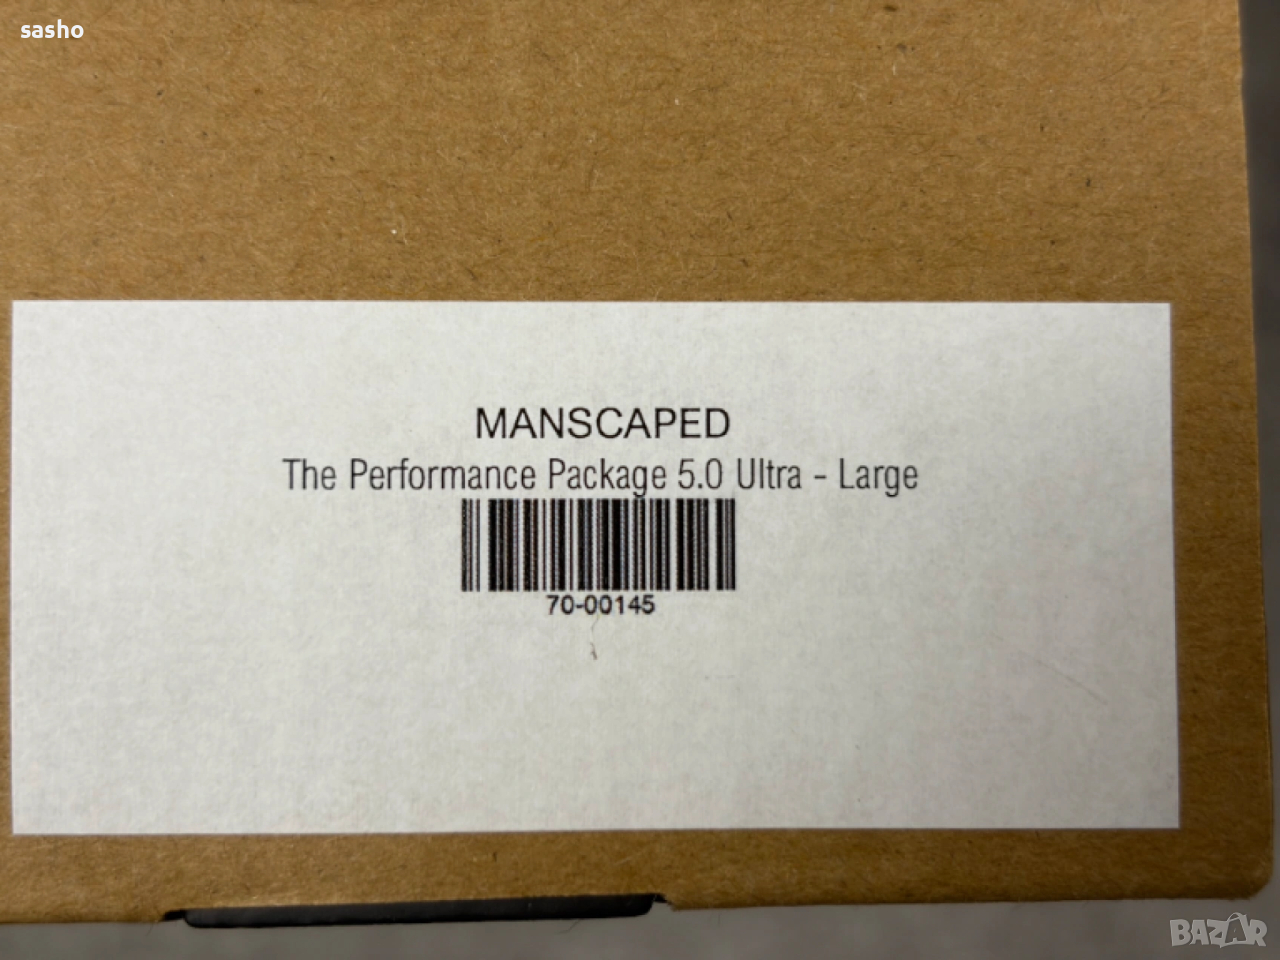 sasho
MANSCAPED
The Performance Package 5.0 Ultra - Large
70-00145
BAZAR